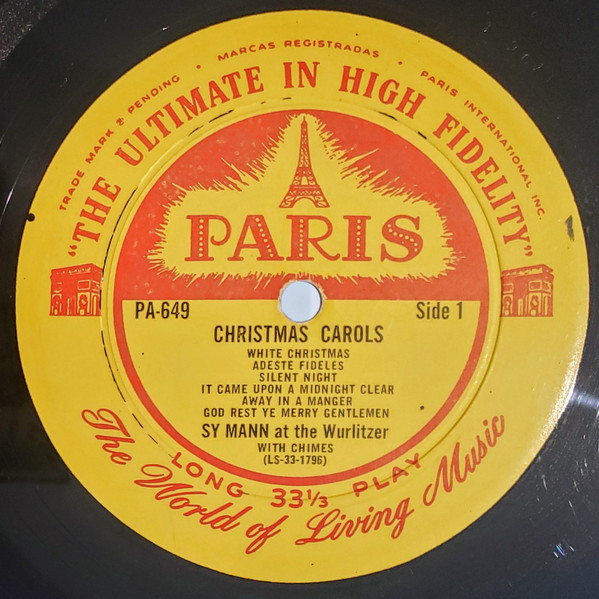 TRADE MARK & PENDING • MARCAS REGISTRADAS • PARIS INTERNATIONAL INC.
"THE ULTIMATE IN HIGH FIDELITY"
PARIS
PA-649
Side 1
CHRISTMAS CAROLS
WHITE CHRISTMAS
ADESTE FIDELES
SILENT NIGHT
IT CAME UPON A MIDNIGHT CLEAR
AWAY IN A MANGER
GOD REST YE MERRY GENTLEMEN
SY MANN at the Wurlitzer
WITH CHIMES
(LS-33-1796)
LONG 33 1/3 PLAY
The World of Living Music